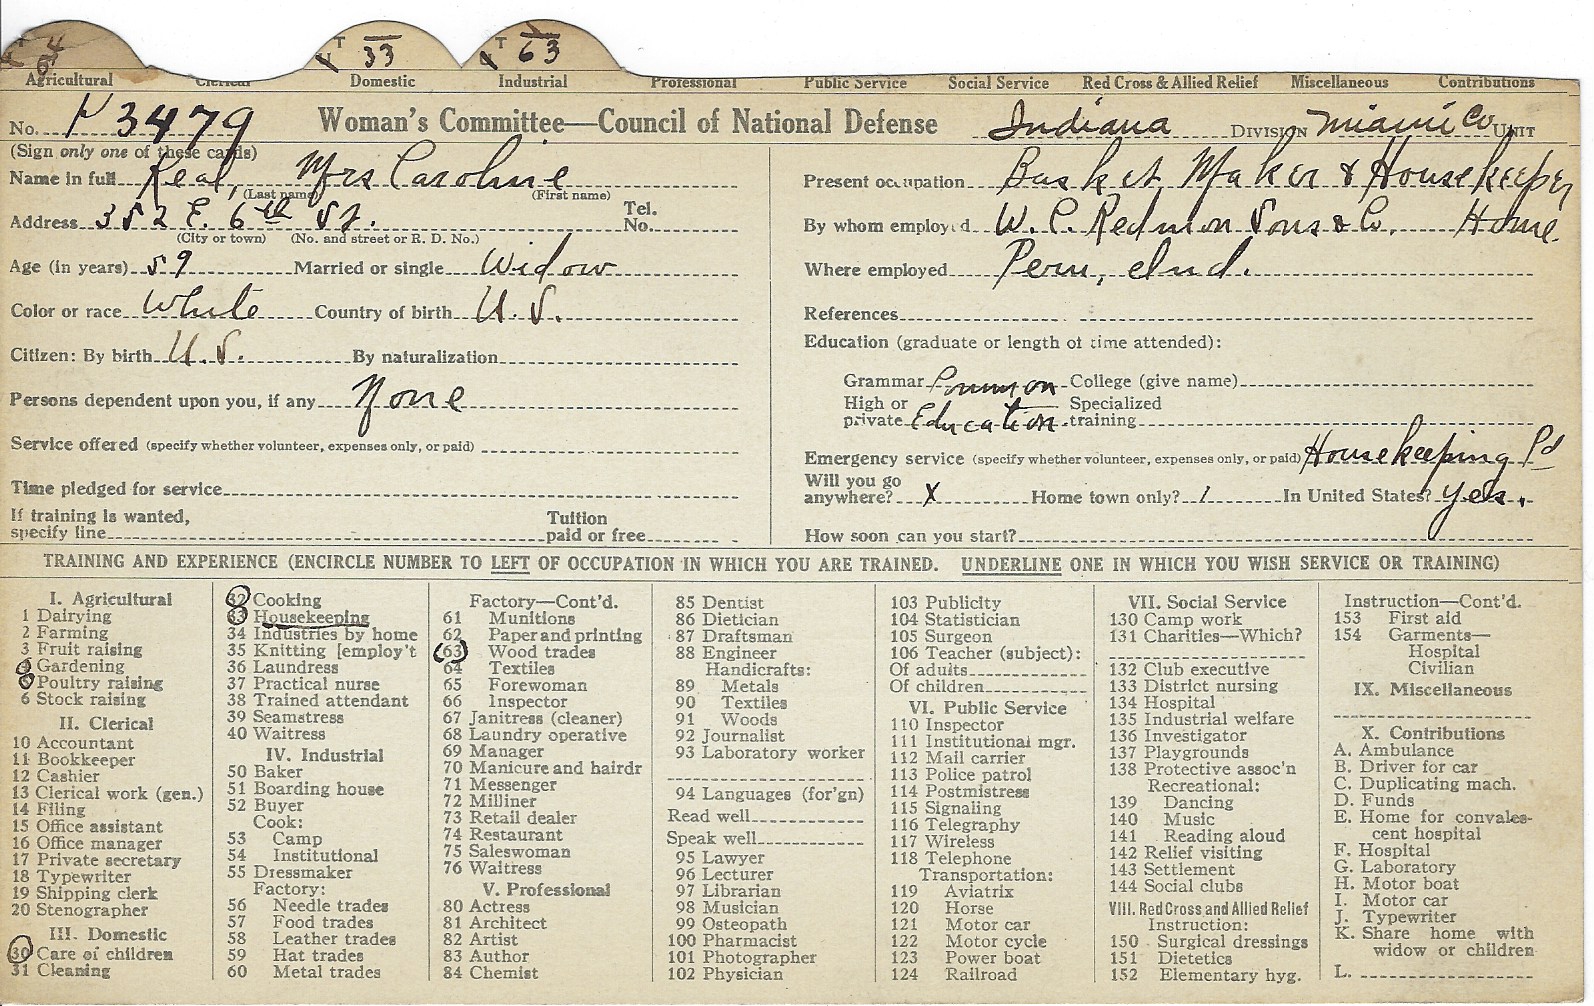 T 54 T 33 T 63
Agricultural Clerical Domestic Industrial Professional Public Service Social Service Red Cross & Allied Relief Miscellaneous Contributions
No. 3479 Woman's Committee—Council of National Defense Indiana Division Miami Co Unit
(Sign only one of these cards)
Name in full Real, Mrs Caroline
(Last name) (First name)
Address 352 E. 6th St. Tel. No.
(City or town) (No. and street or R. D. No.)
Age (in years) 59 Married or single Widow
Color or race White Country of birth U. S.
Citizen: By birth U. S. By naturalization
Persons dependent upon you, if any None
Service offered (specify whether volunteer, expenses only, or paid)
Time pledged for service
If training is wanted,
specify line Tuition paid or free
Present occupation Basket Maker & Housekeeper
By whom employed W. C. Redmon Sons & Co. Home.
Where employed Peru, Ind.
References
Education (graduate or length of time attended):
Grammar Common College (give name)
High or private Education Specialized training
Emergency service (specify whether volunteer, expenses only, or paid) Housekeeping Pd
Will you go anywhere? X Home town only? / In United States? Yes.
How soon can you start?
TRAINING AND EXPERIENCE (ENCIRCLE NUMBER TO LEFT OF OCCUPATION IN WHICH YOU ARE TRAINED. UNDERLINE ONE IN WHICH YOU WISH SERVICE OR TRAINING)
I. Agricultural
1 Dairying
2 Farming
3 Fruit raising
4 Gardening
5 Poultry raising
6 Stock raising
II. Clerical
10 Accountant
11 Bookkeeper
12 Cashier
13 Clerical work (gen.)
14 Filing
15 Office assistant
16 Office manager
17 Private secretary
18 Typewriter
19 Shipping clerk
20 Stenographer
III. Domestic
30 Care of children
31 Cleaning
32 Cooking
33 Housekeeping
34 Industries by home
35 Knitting [employ't
36 Laundress
37 Practical nurse
38 Trained attendant
39 Seamstress
40 Waitress
IV. Industrial
50 Baker
51 Boarding house
52 Buyer
Cook:
53 Camp
54 Institutional
55 Dressmaker
Factory:
56 Needle trades
57 Food trades
58 Leather trades
59 Hat trades
60 Metal trades
Factory—Cont'd.
61 Munitions
62 Paper and printing
63 Wood trades
64 Textiles
65 Forewoman
66 Inspector
67 Janitress (cleaner)
68 Laundry operative
69 Manager
70 Manicure and hairdr
71 Messenger
72 Milliner
73 Retail dealer
74 Restaurant
75 Saleswoman
76 Waitress
V. Professional
80 Actress
81 Architect
82 Artist
83 Author
84 Chemist
85 Dentist
86 Dietician
87 Draftsman
88 Engineer
Handicrafts:
89 Metals
90 Textiles
91 Woods
92 Journalist
93 Laboratory worker
94 Languages (for'gn)
Read well
Speak well
95 Lawyer
96 Lecturer
97 Librarian
98 Musician
99 Osteopath
100 Pharmacist
101 Photographer
102 Physician
103 Publicity
104 Statistician
105 Surgeon
106 Teacher (subject):
Of adults
Of children
VI. Public Service
110 Inspector
111 Institutional mgr.
112 Mail carrier
113 Police patrol
114 Postmistress
115 Signaling
116 Telegraphy
117 Wireless
118 Telephone
Transportation:
119 Aviatrix
120 Horse
121 Motor car
122 Motor cycle
123 Power boat
124 Railroad
VII. Social Service
130 Camp work
131 Charities—Which?
132 Club executive
133 District nursing
134 Hospital
135 Industrial welfare
136 Investigator
137 Playgrounds
138 Protective assoc'n
Recreational:
139 Dancing
140 Music
141 Reading aloud
142 Relief visiting
143 Settlement
144 Social clubs
VIII. Red Cross and Allied Relief
Instruction:
150 Surgical dressings
151 Dietetics
152 Elementary hyg.
Instruction—Cont'd.
153 First aid
154 Garments—
Hospital
Civilian
IX. Miscellaneous
X. Contributions
A. Ambulance
B. Driver for car
C. Duplicating mach.
D. Funds
E. Home for convales-
cent hospital
F. Hospital
G. Laboratory
H. Motor boat
I. Motor car
J. Typewriter
K. Share home with
widow or children
L.